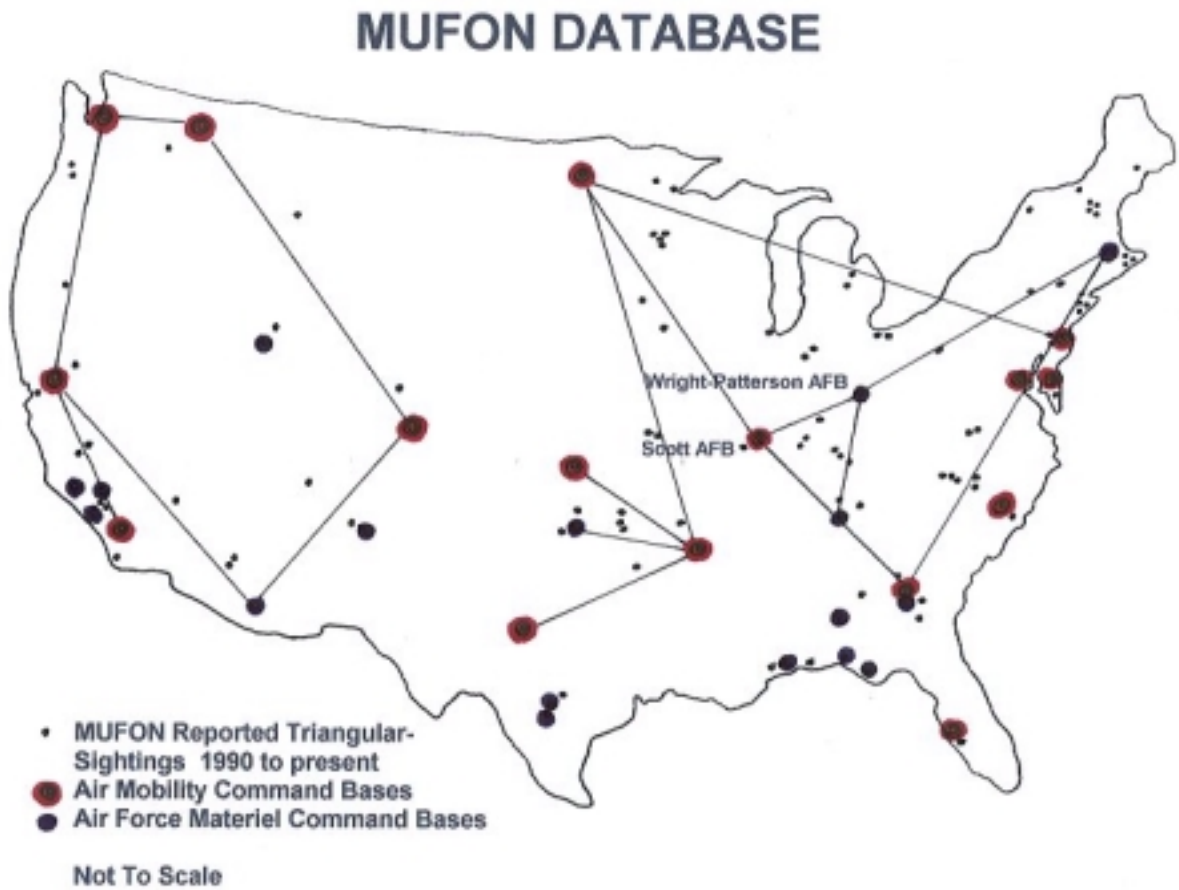 MUFON DATABASE
Wright-Patterson AFB
Scott AFB
MUFON Reported Triangular-
Sightings 1990 to present
Air Mobility Command Bases
Air Force Materiel Command Bases
Not To Scale